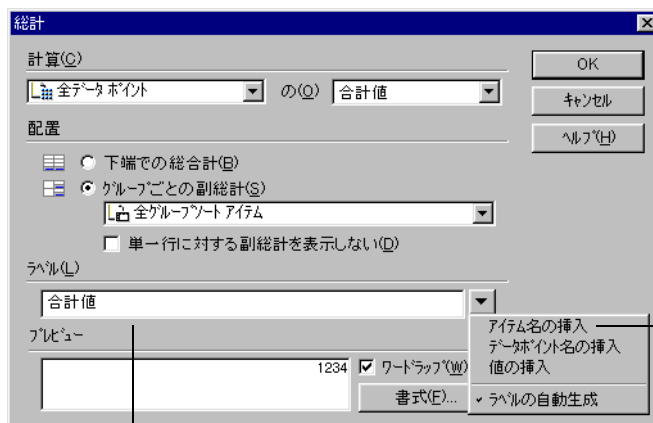 総計
計算(C)
OK
全ﾃﾞｰﾀ ﾎﾟｲﾝﾄ の(O) 合計値
ｷｬﾝｾﾙ
配置
ﾍﾙﾌﾟ(H)
下端での総合計(B)
ｸﾞﾙｰﾌﾟごとの副総計(S)
全ｸﾞﾙｰﾌﾟｿｰﾄ ｱｲﾃﾑ
単一行に対する副総計を表示しない(D)
ﾗﾍﾞﾙ(L)
合計値
ｱｲﾃﾑ名の挿入
ﾃﾞｰﾀﾎﾟｲﾝﾄ名の挿入
値の挿入
ﾗﾍﾞﾙの自動生成
ﾌﾟﾚﾋﾞｭｰ
1234
ﾜｰﾄﾞﾗｯﾌﾟ(W)
書式(F)...